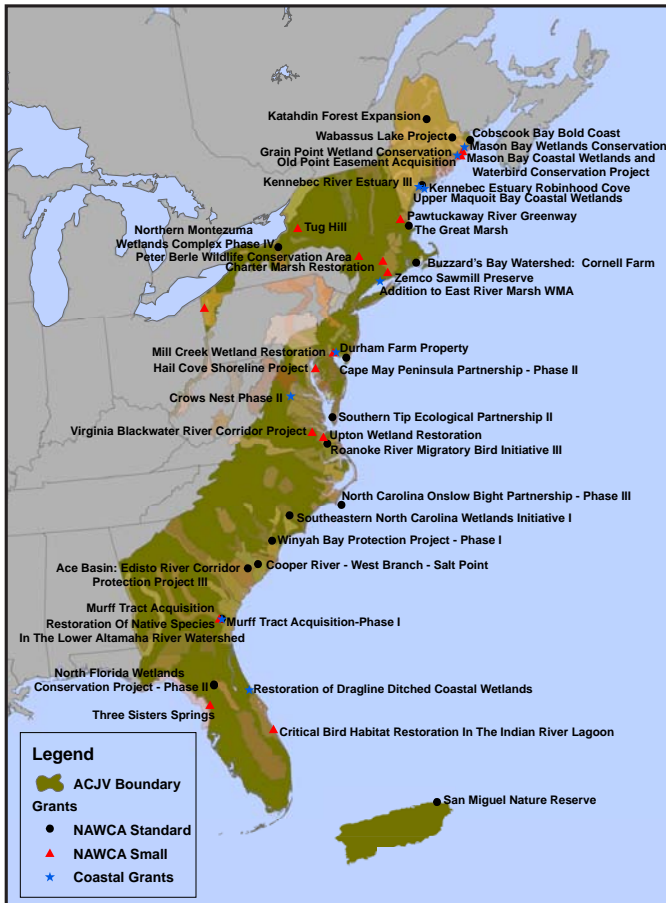 Katahdin Forest Expansion
Wabassus Lake Project
Cobscook Bay Bold Coast
Grain Point Wetland Conservation
Mason Bay Wetlands Conservation
Old Point Easement Acquisition
Mason Bay Coastal Wetlands and
Waterbird Conservation Project
Kennebec River Estuary III
Kennebec Estuary Robinhood Cove
Upper Maquoit Bay Coastal Wetlands
Pawtuckaway River Greenway
The Great Marsh
Tug Hill
Northern Montezuma
Wetlands Complex Phase IV
Peter Berle Wildlife Conservation Area
Charter Marsh Restoration
Buzzard's Bay Watershed: Cornell Farm
Zemco Sawmill Preserve
Addition to East River Marsh WMA
Mill Creek Wetland Restoration
Durham Farm Property
Hail Cove Shoreline Project
Cape May Peninsula Partnership - Phase II
Crows Nest Phase II
Southern Tip Ecological Partnership II
Virginia Blackwater River Corridor Project
Upton Wetland Restoration
Roanoke River Migratory Bird Initiative III
North Carolina Onslow Bight Partnership - Phase III
Southeastern North Carolina Wetlands Initiative I
Winyah Bay Protection Project - Phase I
Ace Basin: Edisto River Corridor
Protection Project III
Cooper River - West Branch - Salt Point
Murff Tract Acquisition
Restoration Of Native Species
In The Lower Altamaha River Watershed
Murff Tract Acquisition-Phase I
North Florida Wetlands
Conservation Project - Phase II
Restoration of Dragline Ditched Coastal Wetlands
Three Sisters Springs
Critical Bird Habitat Restoration In The Indian River Lagoon
San Miguel Nature Reserve
Legend
ACJV Boundary
Grants
NAWCA Standard
NAWCA Small
Coastal Grants